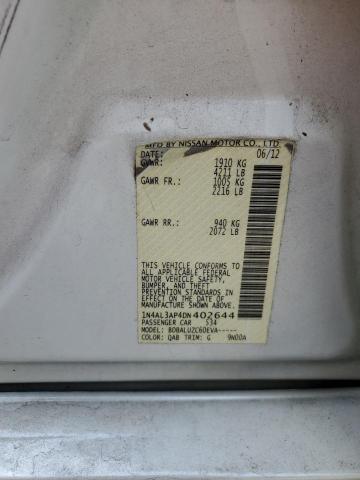 MFD BY NISSAN MOTOR CO., LTD.
DATE: 06/12
GVWR: 1910 KG
4211 LB
GAWR FR.: 1005 KG
2216 LB
GAWR RR.: 940 KG
2072 LB
THIS VEHICLE CONFORMS TO
ALL APPLICABLE FEDERAL
MOTOR VEHICLE SAFETY,
BUMPER, AND THEFT
PREVENTION STANDARDS IN
EFFECT ON THE DATE OF
MANUFACTURE SHOWN ABOVE.
1N4AL3AP4DN402644
PASSENGER CAR 534
MODEL: BDBALUZC6DEVA-----
COLOR: QAB TRIM: G 9N00A